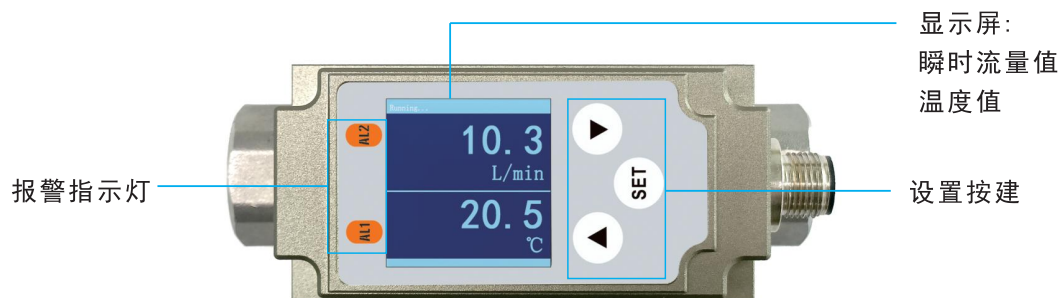 显示屏:
瞬时流量值
温度值
Running...
AL2
10.3
L/min
SET
报警指示灯
设置按建
20.5
AL1
℃